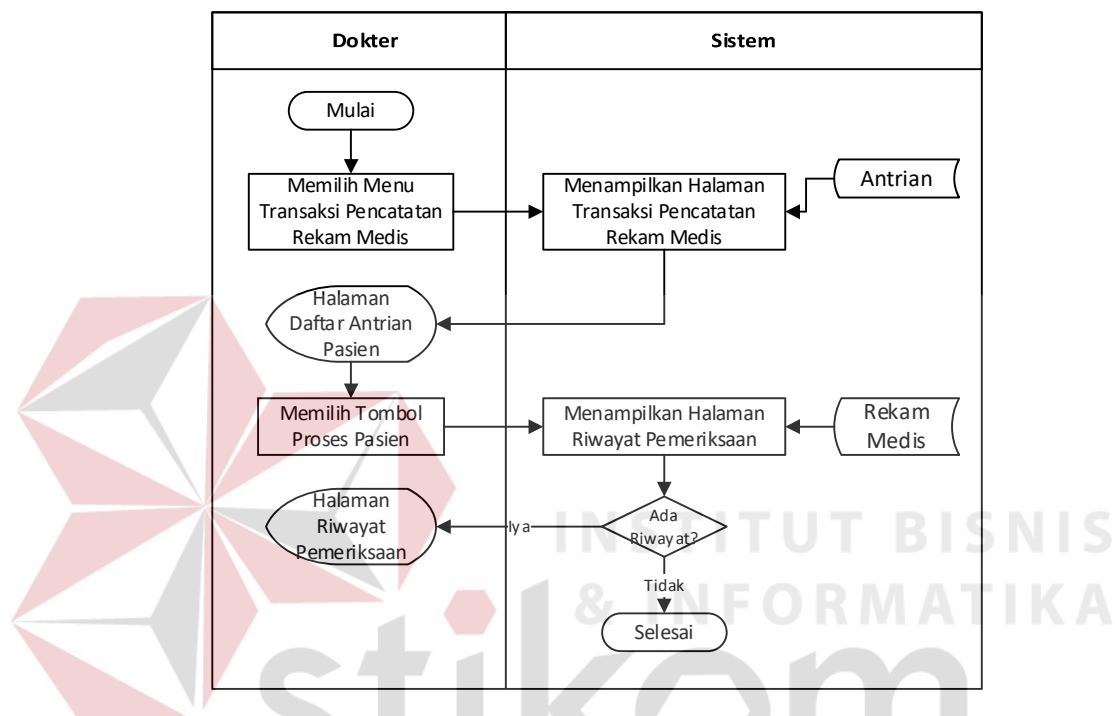 Dokter
Sistem
Mulai
Memilih Menu
Transaksi Pencatatan
Rekam Medis
Menampilkan Halaman
Transaksi Pencatatan
Rekam Medis
Antrian
Halaman
Daftar Antrian
Pasien
Memilih Tombol
Proses Pasien
Menampilkan Halaman
Riwayat Pemeriksaan
Rekam
Medis
Halaman
Riwayat
Pemeriksaan
Iya
Ada
Riwayat?
Tidak
Selesai
INSTITUT BISNIS
& INFORMATIKA
stikom